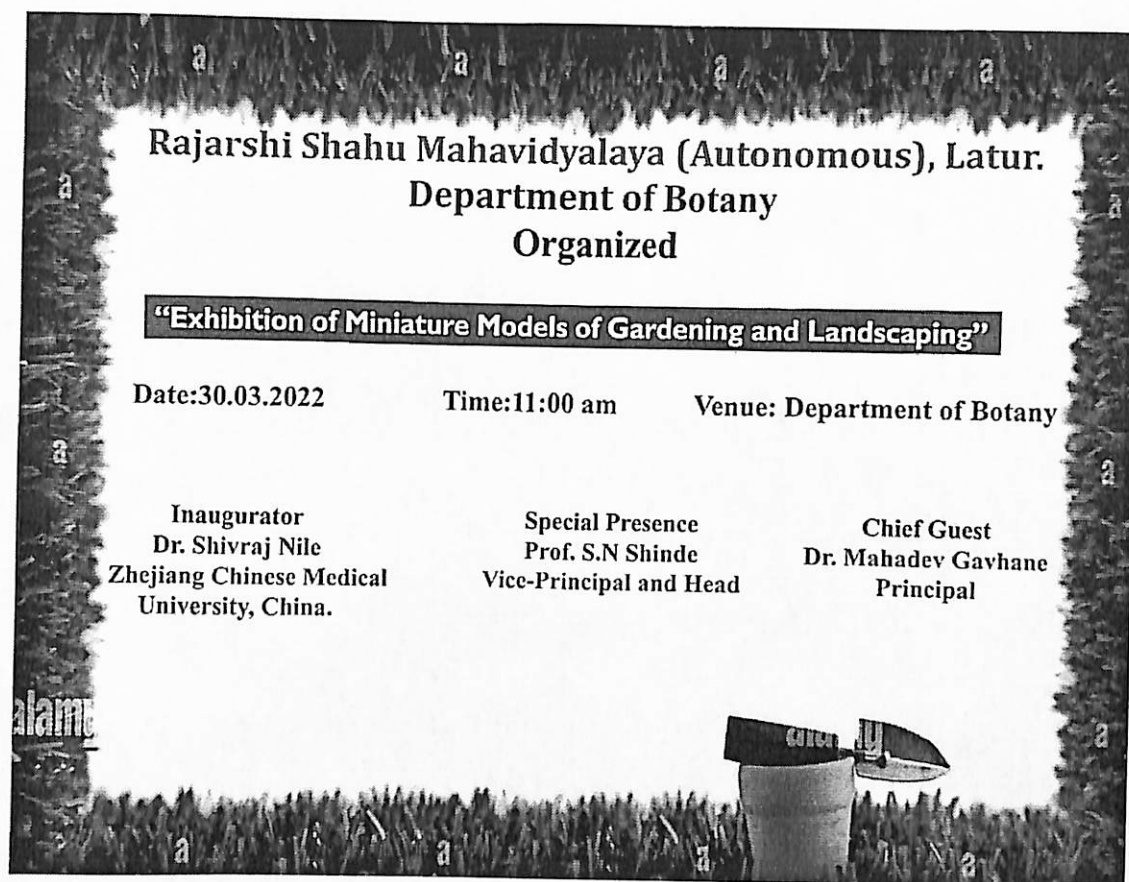 Rajarshi Shahu Mahavidyalaya (Autonomous), Latur.
Department of Botany
Organized
“Exhibition of Miniature Models of Gardening and Landscaping”
Date:30.03.2022 Time:11:00 am Venue: Department of Botany
Inaugurator
Dr. Shivraj Nile
Zhejiang Chinese Medical
University, China.
Special Presence
Prof. S.N Shinde
Vice-Principal and Head
Chief Guest
Dr. Mahadev Gavhane
Principal
a a a a
a a
a a
a
a a a a
alamy
alamy